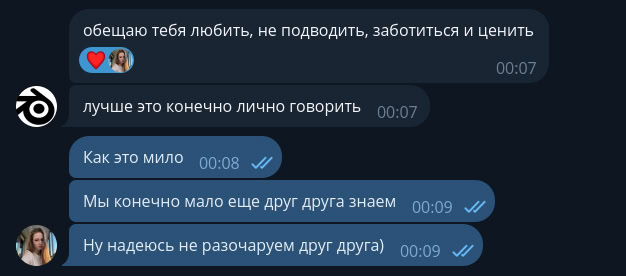 обещаю тебя любить, не подводить, заботиться и ценить
00:07
лучше это конечно лично говорить 00:07
Как это мило 00:08
Мы конечно мало еще друг друга знаем 00:09
Ну надеюсь не разочаруем друг друга) 00:09